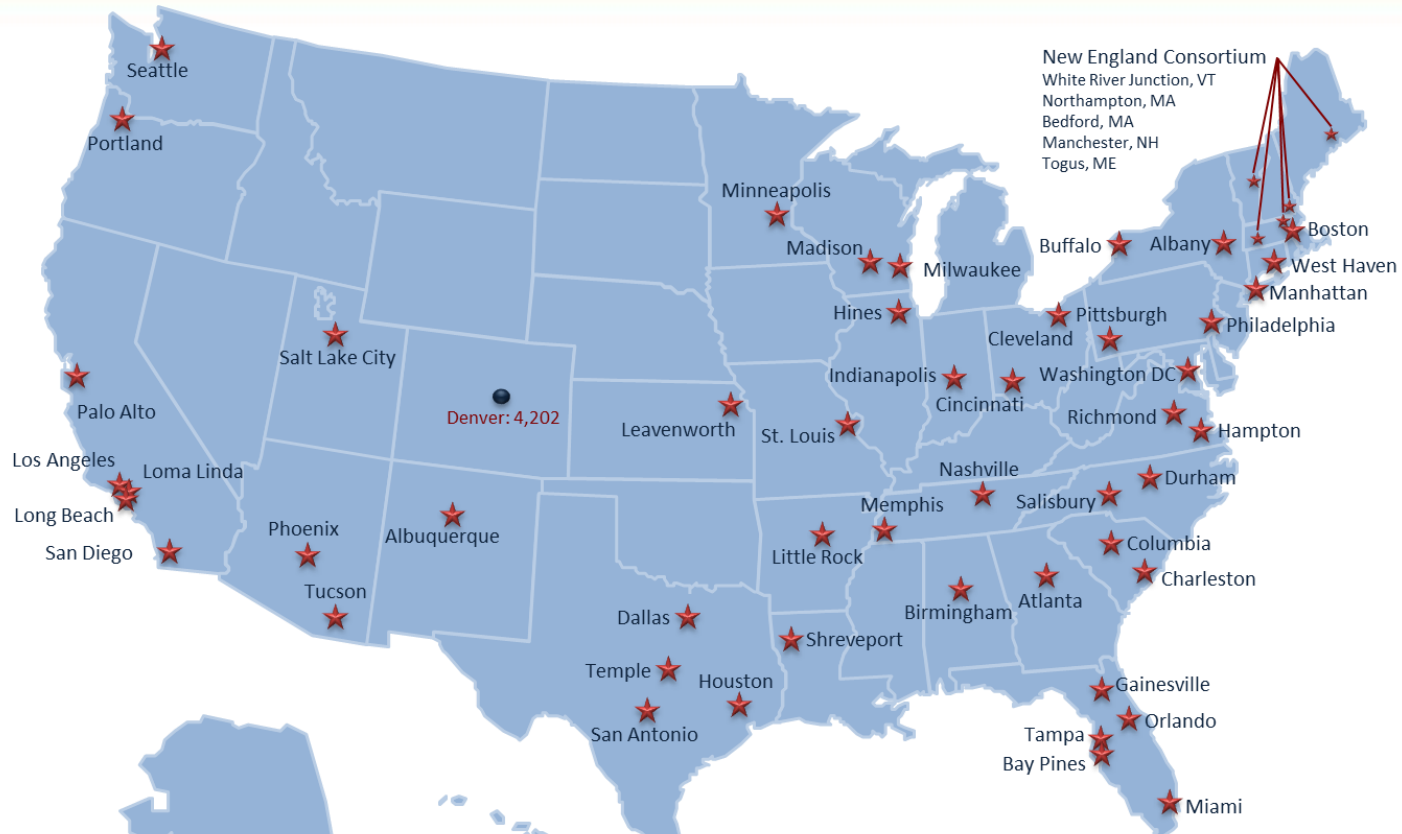 New England Consortium
White River Junction, VT
Northampton, MA
Bedford, MA
Manchester, NH
Togus, ME
Seattle
Portland
Minneapolis
Madison
Milwaukee
Buffalo
Albany
Boston
West Haven
Manhattan
Hines
Pittsburgh
Cleveland
Philadelphia
Salt Lake City
Indianapolis
Cincinnati
Washington DC
Palo Alto
Denver: 4,202
Leavenworth
St. Louis
Richmond
Hampton
Los Angeles
Loma Linda
Long Beach
San Diego
Nashville
Memphis
Salisbury
Durham
Phoenix
Albuquerque
Tucson
Little Rock
Columbia
Charleston
Birmingham
Atlanta
Dallas
Shreveport
Temple
Houston
San Antonio
Gainesville
Orlando
Tampa
Bay Pines
Miami